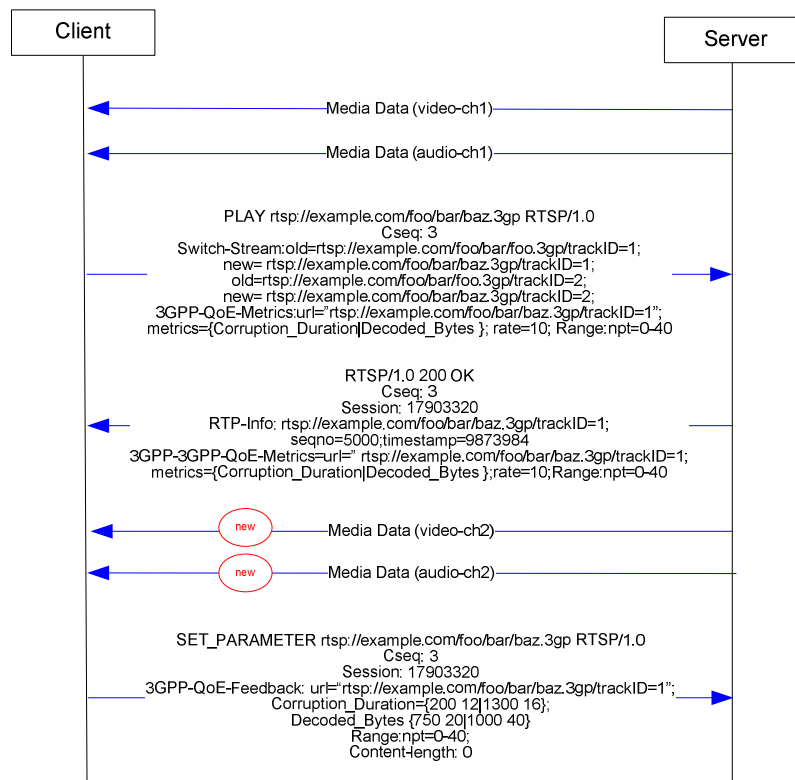 Client
Server
Media Data (video-ch1)
Media Data (audio-ch1)
PLAY rtsp://example.com/foo/bar/baz.3gp RTSP/1.0
Cseq: 3
Switch-Stream:old=rtsp://example.com/foo/bar/foo.3gp/trackID=1;
new= rtsp://example.com/foo/bar/baz.3gp/trackID=1;
old=rtsp://example.com/foo/bar/foo.3gp/trackID=2;
new= rtsp://example.com/foo/bar/baz.3gp/trackID=2;
3GPP-QoE-Metrics:url=”rtsp://example.com/foo/bar/baz.3gp/trackID=1”;
metrics={Corruption_Duration|Decoded_Bytes }; rate=10; Range:npt=0-40
RTSP/1.0 200 OK
Cseq: 3
Session: 17903320
RTP-Info: rtsp://example.com/foo/bar/baz.3gp/trackID=1;
seqno=5000;timestamp=9873984
3GPP-3GPP-QoE-Metrics=url=” rtsp://example.com/foo/bar/baz.3gp/trackID=1;
metrics={Corruption_Duration|Decoded_Bytes };rate=10;Range:npt=0-40
new
Media Data (video-ch2)
new
Media Data (audio-ch2)
SET_PARAMETER rtsp://example.com/foo/bar/baz.3gp RTSP/1.0
Cseq: 3
Session: 17903320
3GPP-QoE-Feedback: url=“rtsp://example.com/foo/bar/baz.3gp/trackID=1”;
Corruption_Duration={200 12|1300 16};
Decoded_Bytes {750 20|1000 40}
Range:npt=0-40;
Content-length: 0